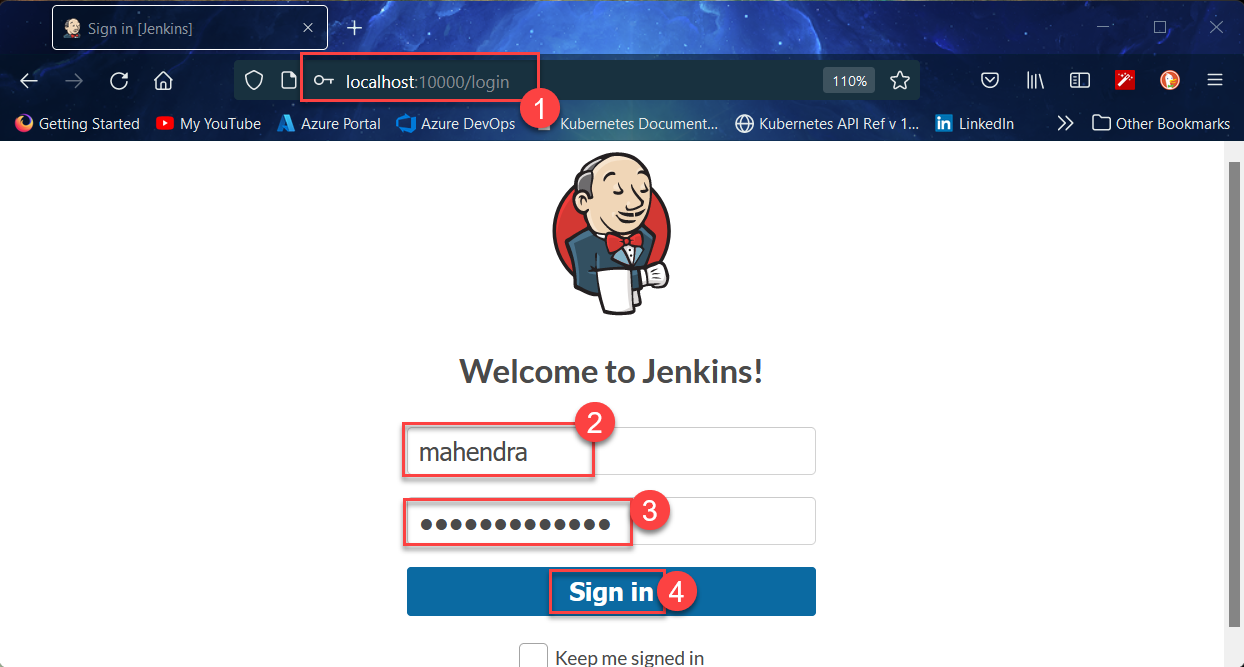 Sign in [Jenkins]
localhost:10000/login
110%
1
Getting Started
My YouTube
Azure Portal
Azure DevOps
Kubernetes Document...
Kubernetes API Ref v 1...
in LinkedIn
Other Bookmarks
Welcome to Jenkins!
2
mahendra
3
●●●●●●●●●●●●●
Sign in
4
Keep me signed in